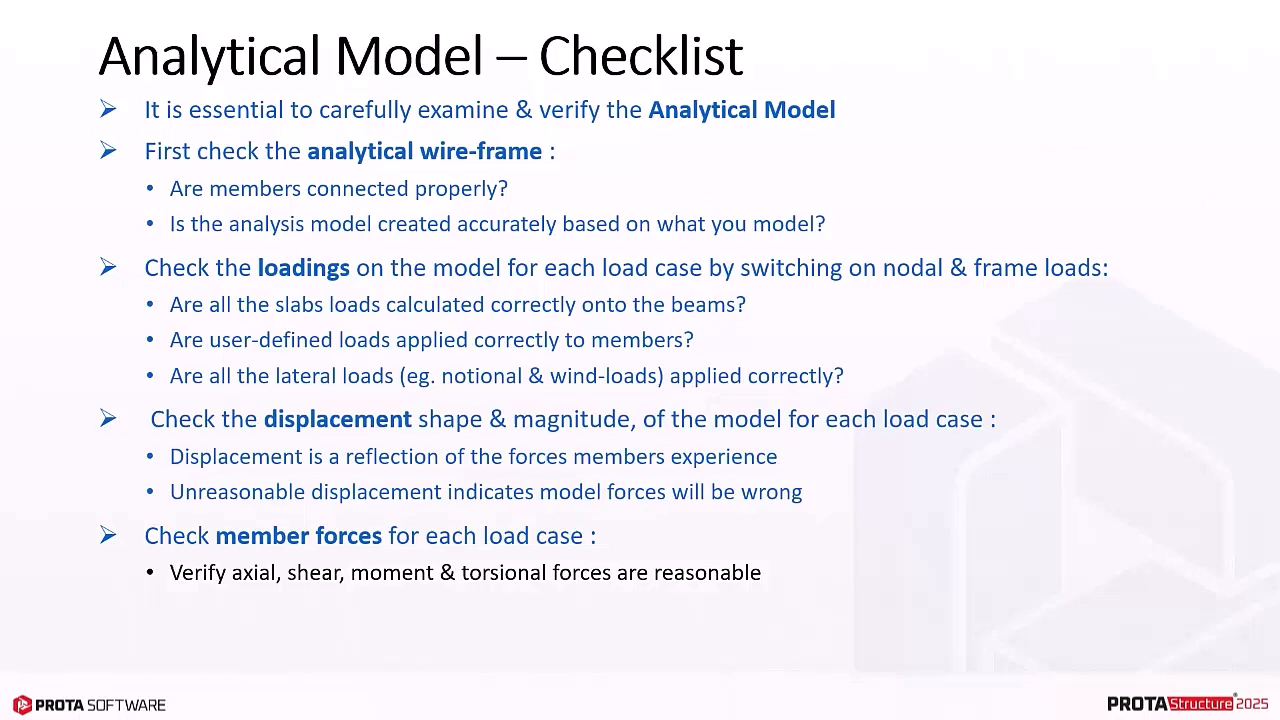 Analytical Model – Checklist
➢ It is essential to carefully examine & verify the Analytical Model
➢ First check the analytical wire-frame :
• Are members connected properly?
• Is the analysis model created accurately based on what you model?
➢ Check the loadings on the model for each load case by switching on nodal & frame loads:
• Are all the slabs loads calculated correctly onto the beams?
• Are user-defined loads applied correctly to members?
• Are all the lateral loads (eg. notional & wind-loads) applied correctly?
➢ Check the displacement shape & magnitude, of the model for each load case :
• Displacement is a reflection of the forces members experience
• Unreasonable displacement indicates model forces will be wrong
➢ Check member forces for each load case :
• Verify axial, shear, moment & torsional forces are reasonable
PROTA SOFTWARE
PROTAStructure® 2025